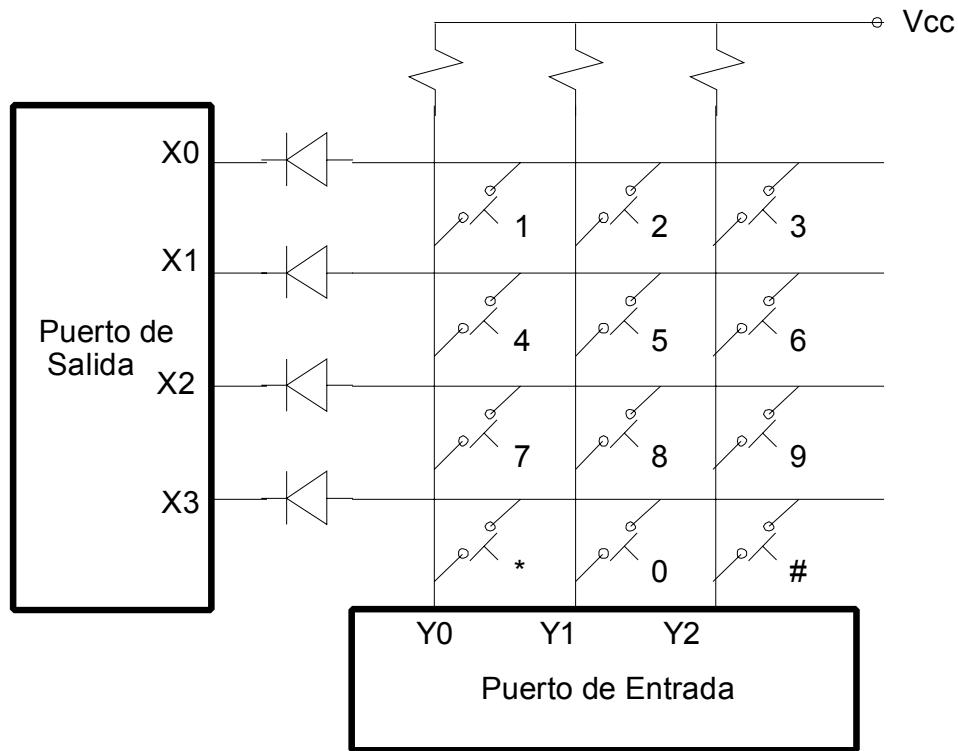 Vcc
X0
1 2 3
X1
4 5 6
Puerto de
Salida
X2
7 8 9
X3
* 0 #
Y0 Y1 Y2
Puerto de Entrada